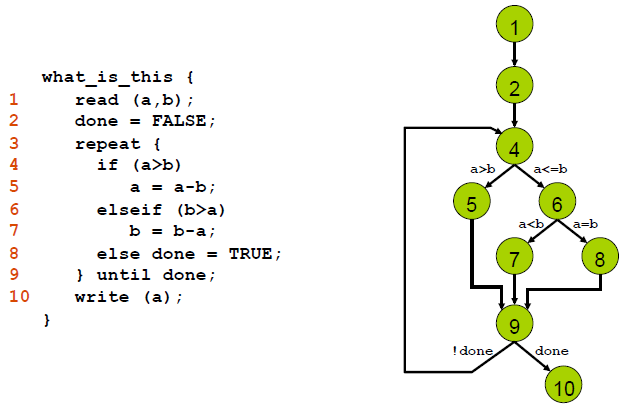 what_is_this {
1 read (a,b);
2 done = FALSE;
3 repeat {
4 if (a>b)
5 a = a-b;
6 elseif (b>a)
7 b = b-a;
8 else done = TRUE;
9 } until done;
10 write (a);
}
1
2
4
a>b a<=b
5 6
a<b a=b
7 8
9
!done done
10